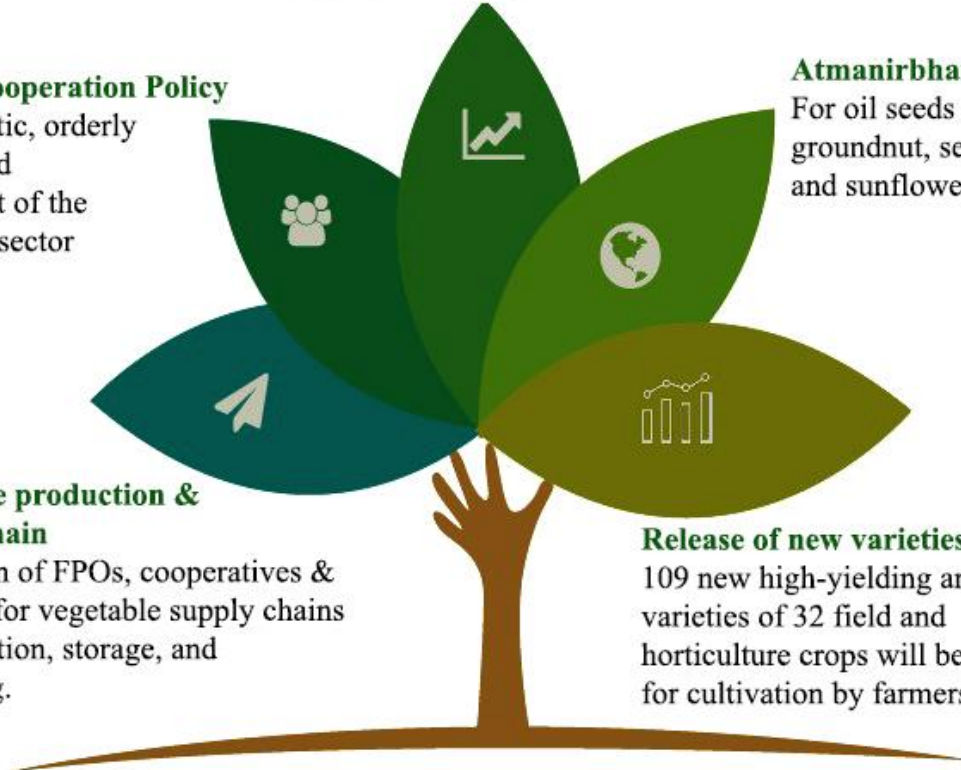 ooperation Policy
tic, orderly
d
t of the
sector
Atmanirbha
For oil seeds
groundnut, se
and sunflowe
e production &
hain
n of FPOs, cooperatives &
for vegetable supply chains
tion, storage, and
g.
Release of new varieties
109 new high-yielding an
varieties of 32 field and
horticulture crops will be
for cultivation by farmers